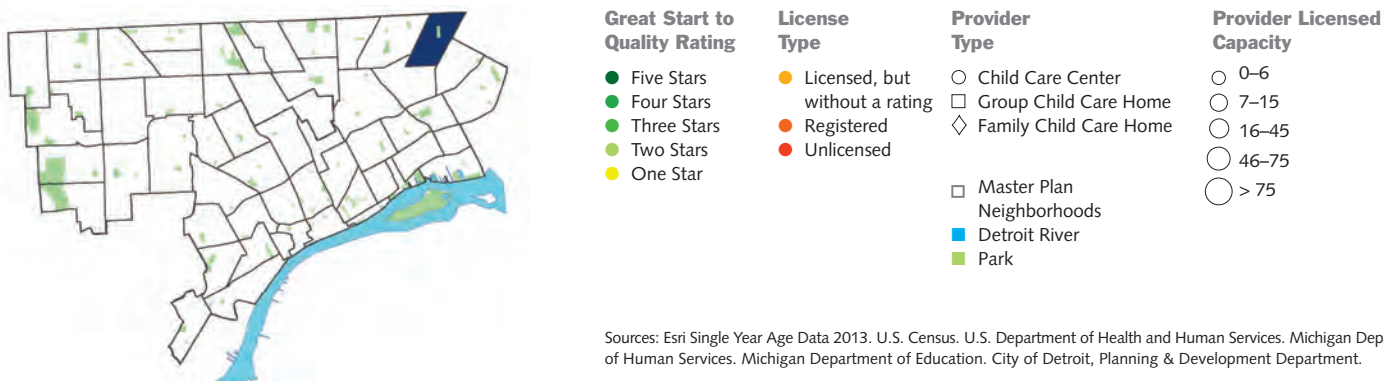 Great Start to
Quality Rating
Five Stars
Four Stars
Three Stars
Two Stars
One Star
License
Type
Licensed, but
without a rating
Registered
Unlicensed
Provider
Type
Child Care Center
Group Child Care Home
Family Child Care Home
Master Plan
Neighborhoods
Detroit River
Park
Provider Licensed
Capacity
0–6
7–15
16–45
46–75
> 75
Sources: Esri Single Year Age Data 2013. U.S. Census. U.S. Department of Health and Human Services. Michigan Dep
of Human Services. Michigan Department of Education. City of Detroit, Planning & Development Department.